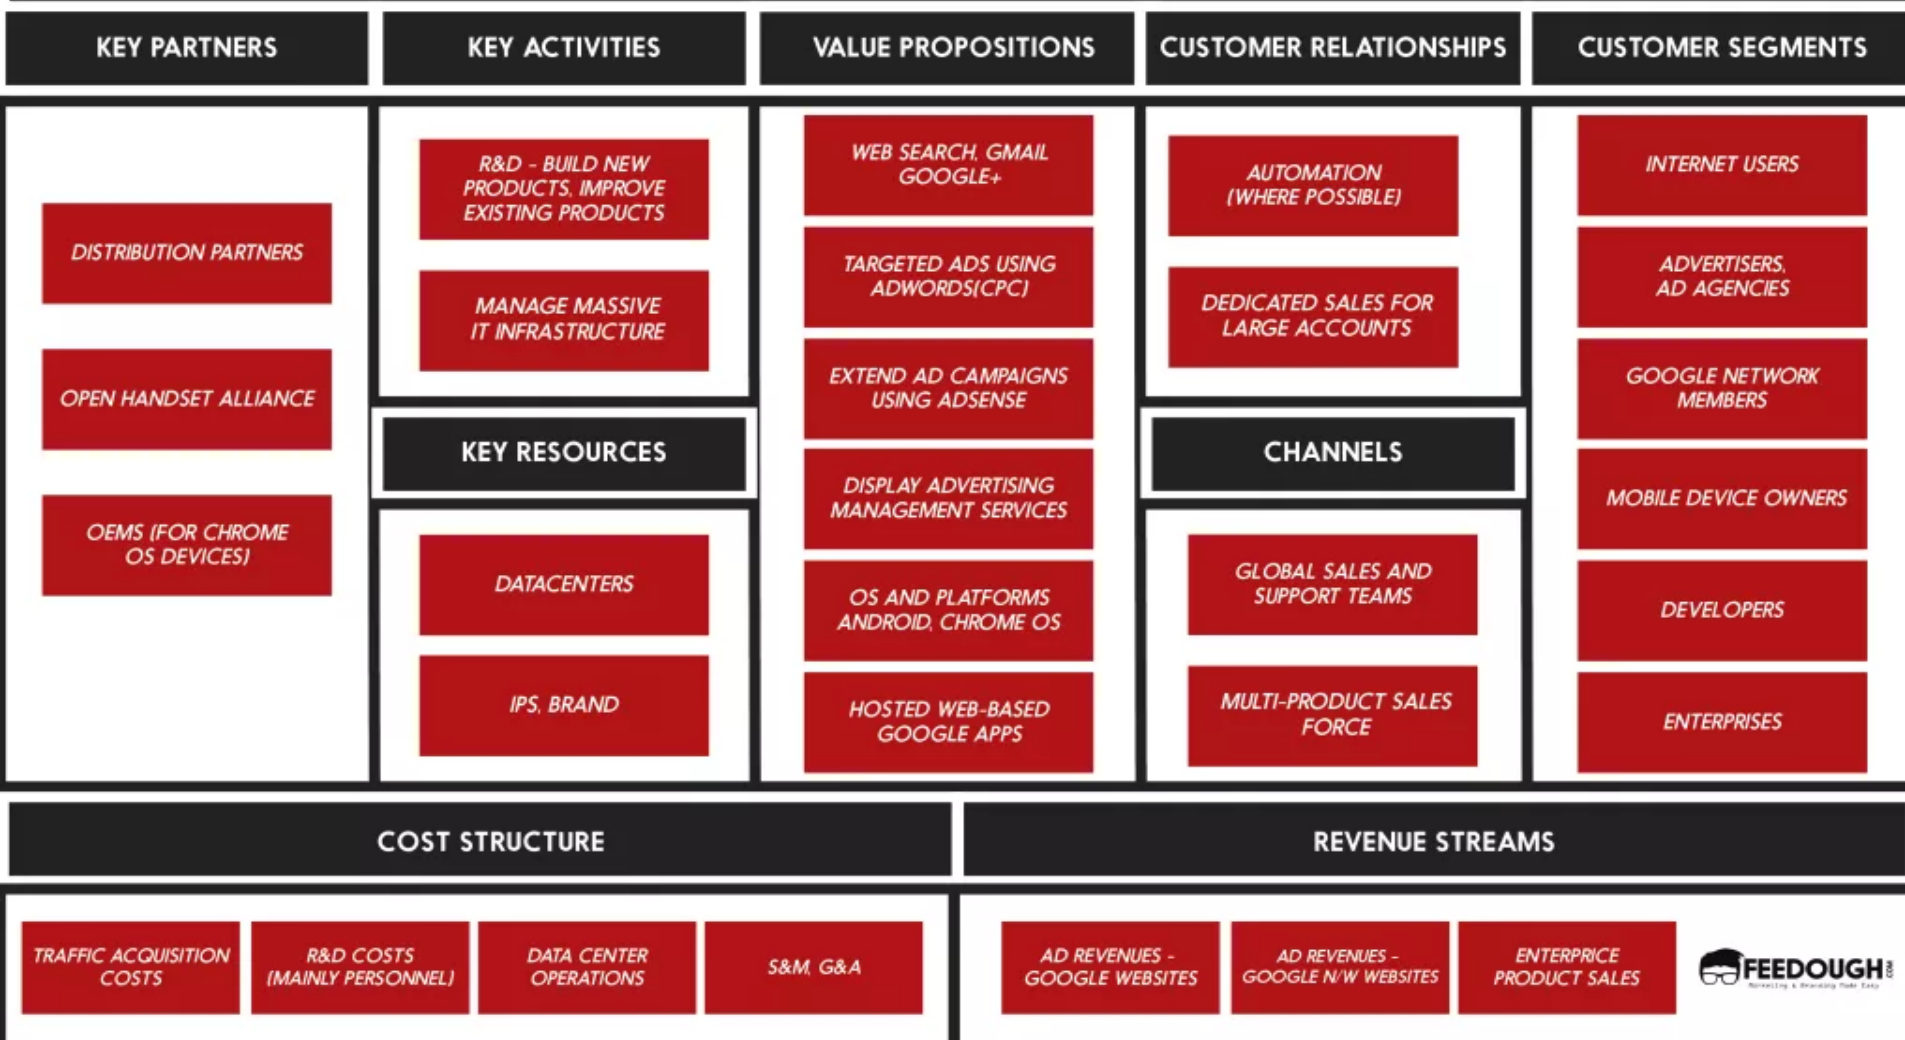 KEY PARTNERS
DISTRIBUTION PARTNERS
OPEN HANDSET ALLIANCE
OEMS (FOR CHROME
OS DEVICES)
KEY ACTIVITIES
R&D - BUILD NEW
PRODUCTS, IMPROVE
EXISTING PRODUCTS
MANAGE MASSIVE
IT INFRASTRUCTURE
KEY RESOURCES
DATACENTERS
IPS, BRAND
VALUE PROPOSITIONS
WEB SEARCH, GMAIL
GOOGLE+
TARGETED ADS USING
ADWORDS(CPC)
EXTEND AD CAMPAIGNS
USING ADSENSE
DISPLAY ADVERTISING
MANAGEMENT SERVICES
OS AND PLATFORMS
ANDROID, CHROME OS
HOSTED WEB-BASED
GOOGLE APPS
CUSTOMER RELATIONSHIPS
AUTOMATION
(WHERE POSSIBLE)
DEDICATED SALES FOR
LARGE ACCOUNTS
CHANNELS
GLOBAL SALES AND
SUPPORT TEAMS
MULTI-PRODUCT SALES
FORCE
CUSTOMER SEGMENTS
INTERNET USERS
ADVERTISERS,
AD AGENCIES
GOOGLE NETWORK
MEMBERS
MOBILE DEVICE OWNERS
DEVELOPERS
ENTERPRISES
COST STRUCTURE
TRAFFIC ACQUISITION
COSTS
R&D COSTS
(MAINLY PERSONNEL)
DATA CENTER
OPERATIONS
S&M, G&A
REVENUE STREAMS
AD REVENUES -
GOOGLE WEBSITES
AD REVENUES -
GOOGLE N/W WEBSITES
ENTERPRICE
PRODUCT SALES
FEEDOUGH.COM
Marketing & Branding Made Easy